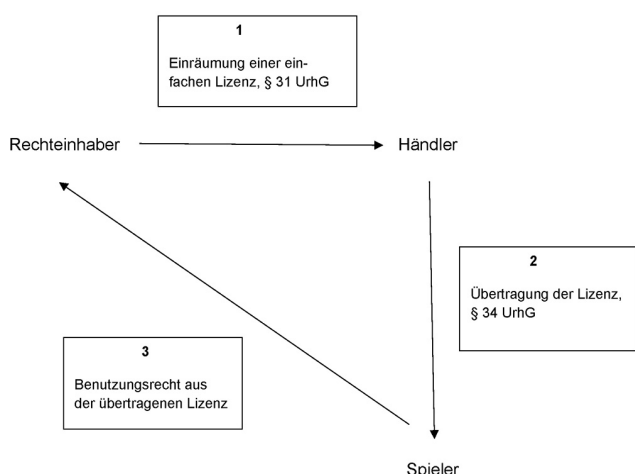 1
Einräumung einer ein-
fachen Lizenz, § 31 UrhG
Rechteinhaber
Händler
2
Übertragung der Lizenz,
§ 34 UrhG
3
Benutzungsrecht aus
der übertragenen Lizenz
Spieler